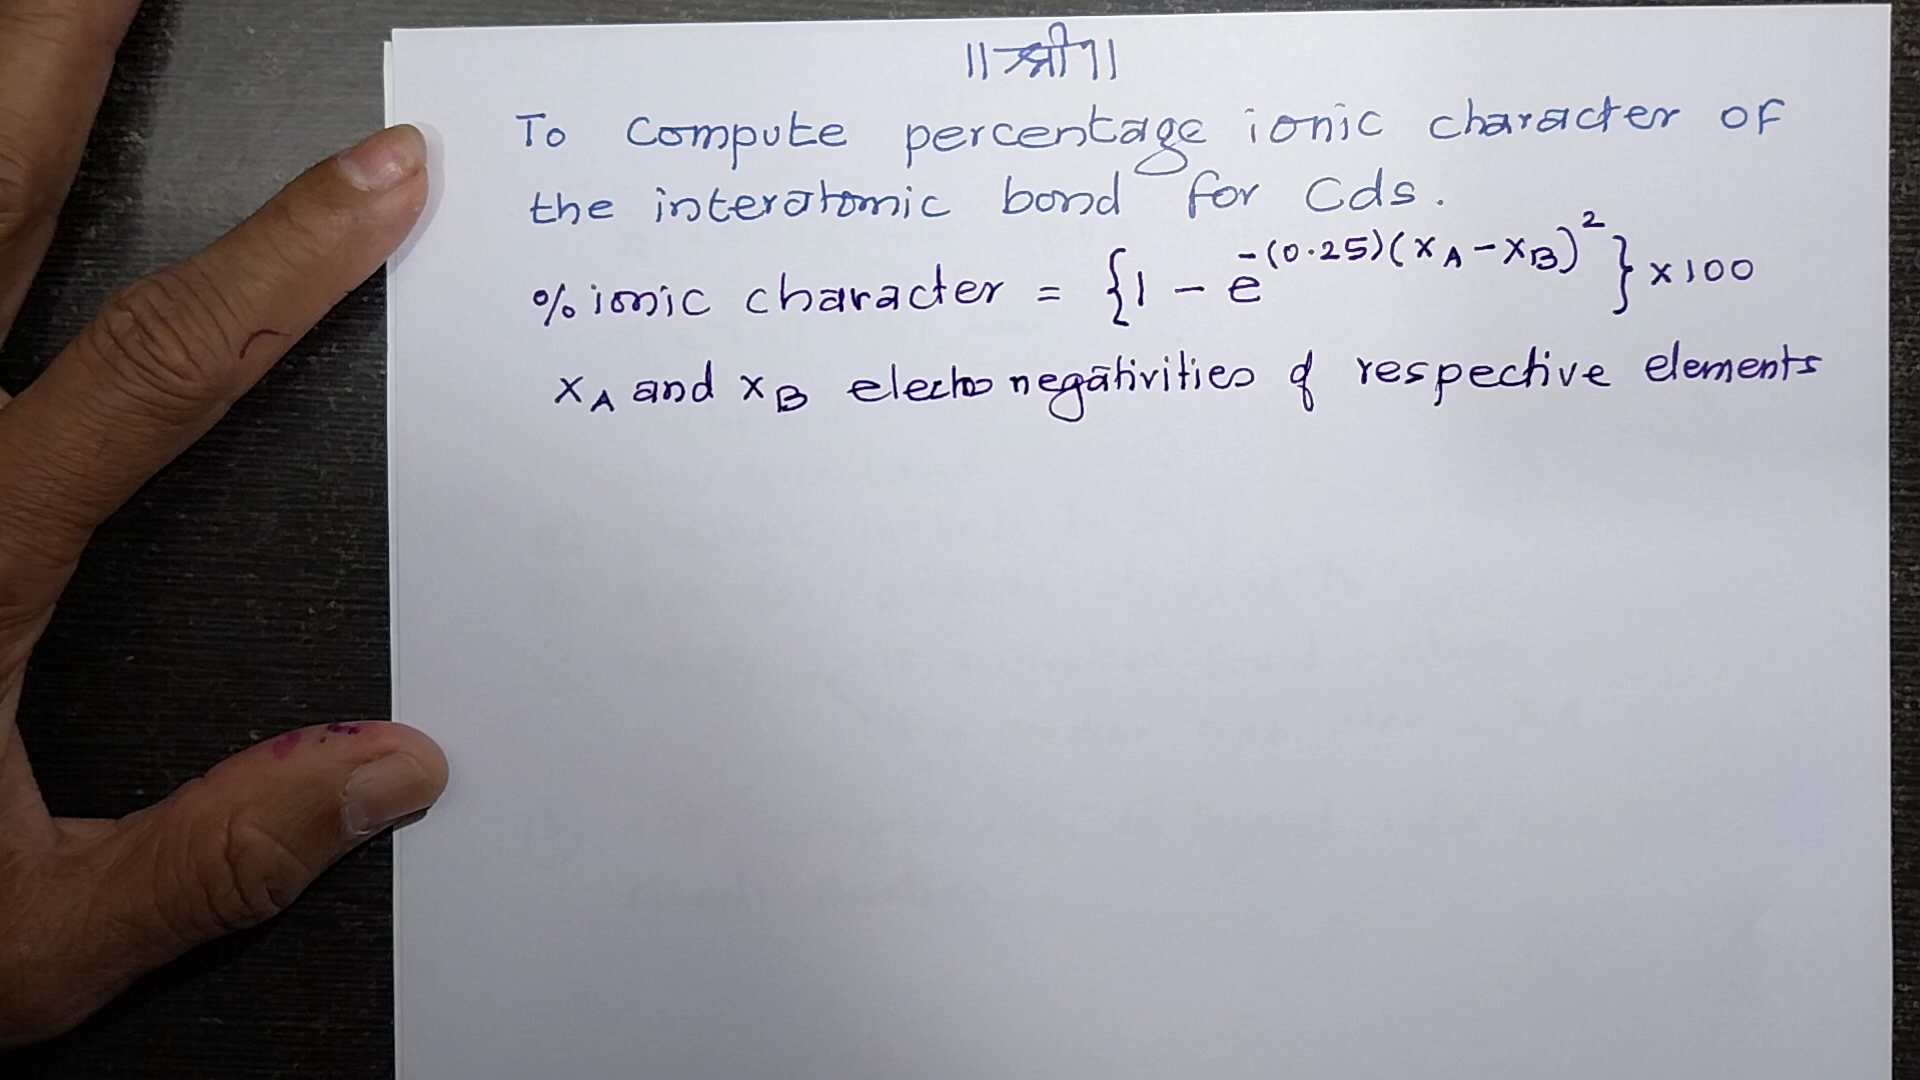 ॥श्री॥
To compute percentage ionic character of
the interatomic bond for Cds.
% ionic character = {1 - e^-(0.25)(xA-xB)²} x100
xA and xB electronegativities of respective elements